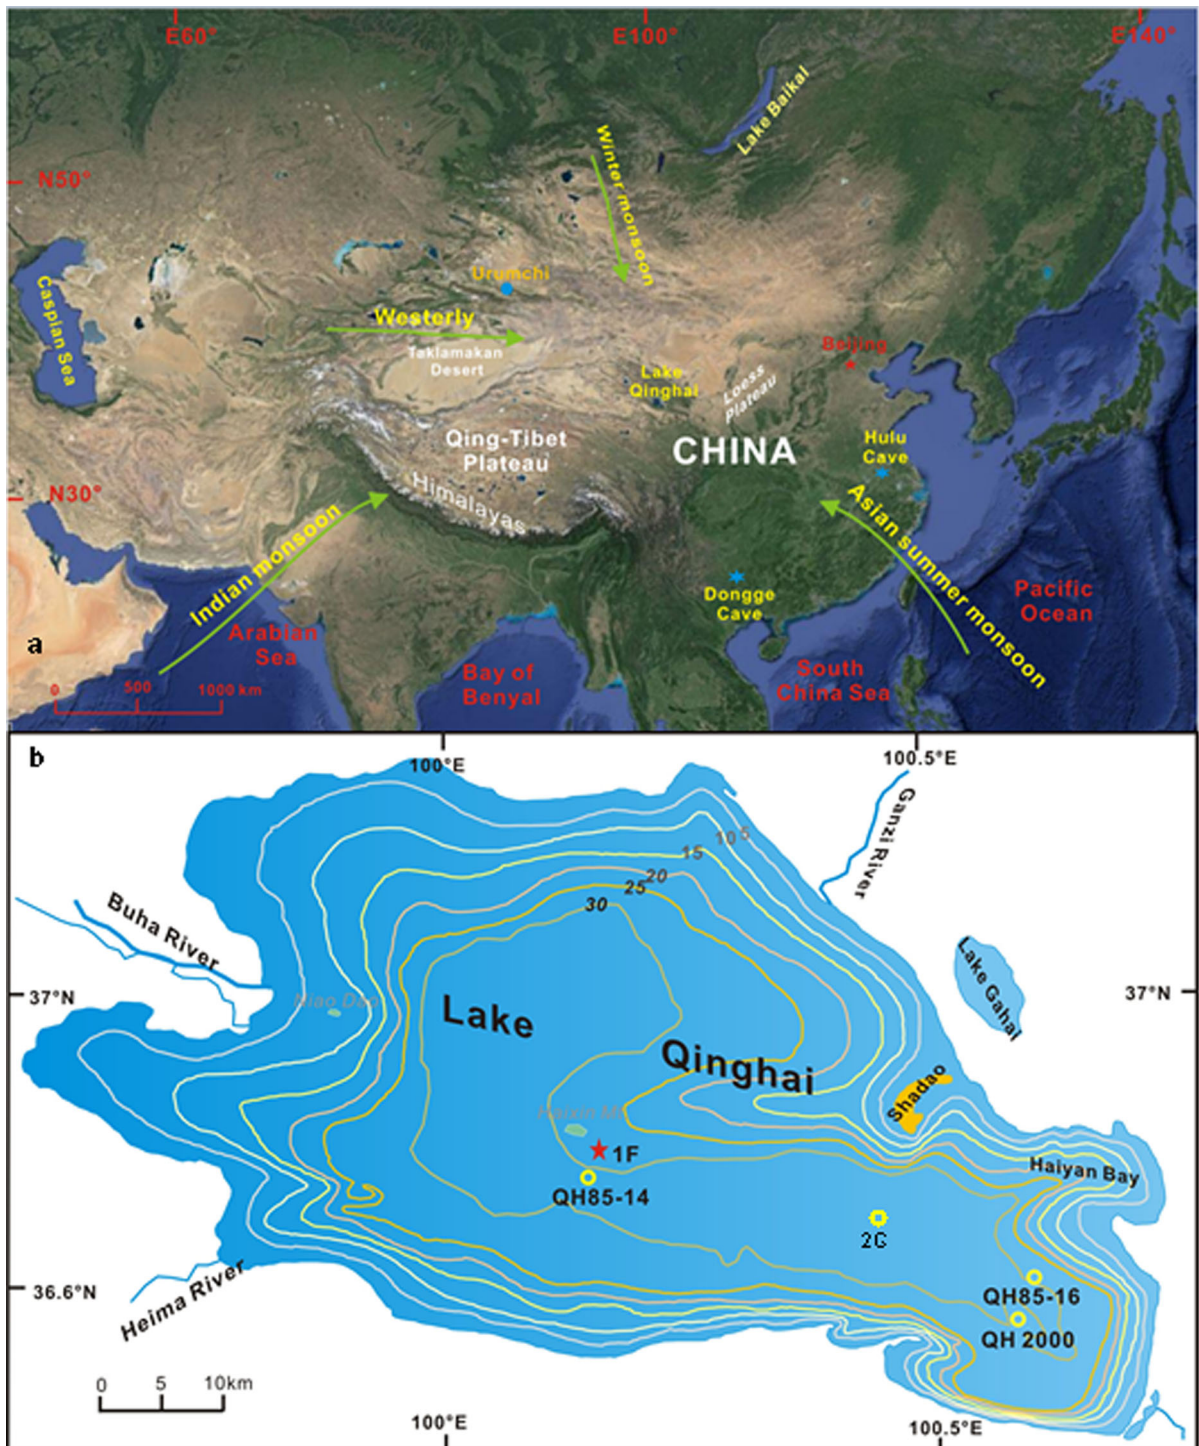 E60°
E100°
E140°
Lake Baikal
Winter monsoon
N50°
Urumchi
Caspian Sea
Westerly
Taklamakan
Desert
Beijing
Lake
Qinghai
Loess
Plateau
Qing-Tibet
Plateau
CHINA
Hulu
Cave
Himalayas
N30°
Indian monsoon
Asian summer monsoon
Dongge
Cave
Pacific
Ocean
Arabian
Sea
a
Bay of
Benyal
South
China Sea
0 500 1000 km
b
100°E
100.5°E
Ganzi River
5
10
15
20
25
30
Buha River
Lake Gahai
37°N
37°N
Niao Dao
Lake
Qinghai
Shadao
Haixin Mt
1F
Haiyan Bay
QH85-14
2C
QH85-16
36.6°N
Heima River
QH 2000
0 5 10km
100°E
100.5°E